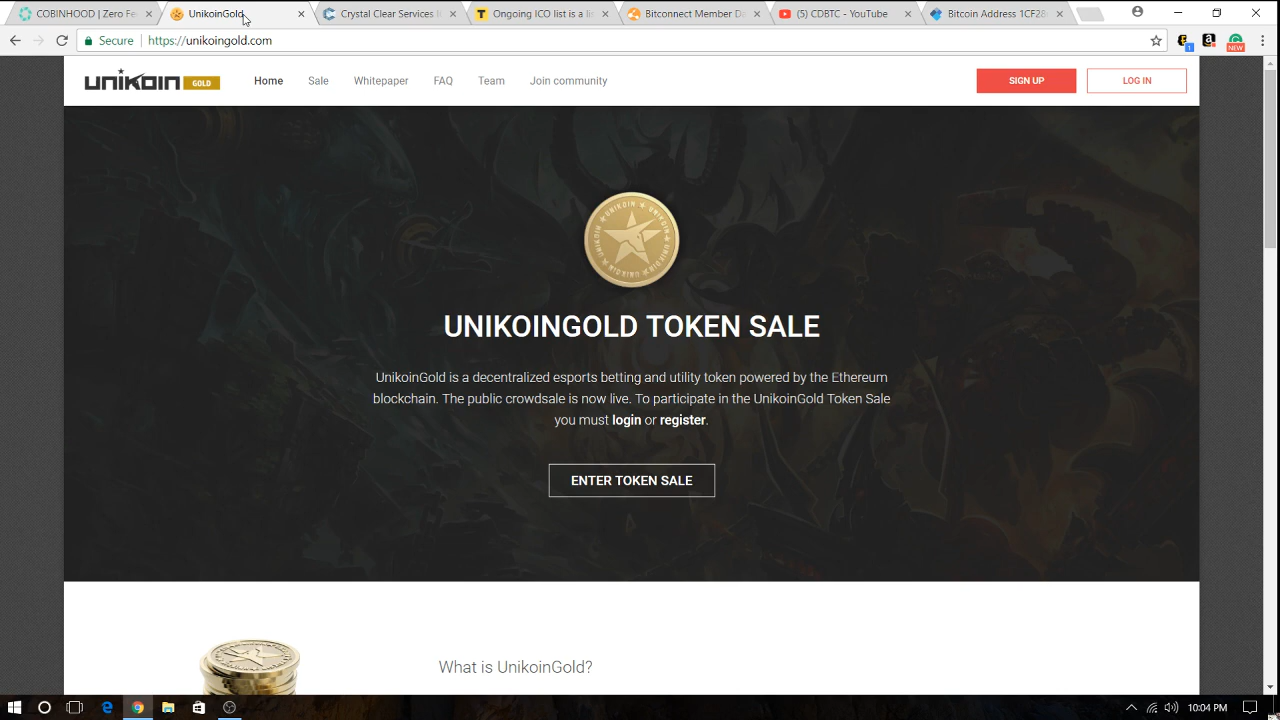 COBINHOOD | Zero Fe
UnikoinGold
Crystal Clear Services I
Ongoing ICO list is a li
Bitconnect Member D
(5) CDBTC - YouTube
Bitcoin Address 1CF28
Secure
https://unikoingold.com
1
NEW
UNIKOIN GOLD
Home
Sale
Whitepaper
FAQ
Team
Join community
SIGN UP
LOG IN
UNIKOINGOLD TOKEN SALE
UnikoinGold is a decentralized esports betting and utility token powered by the Ethereum
blockchain. The public crowdsale is now live. To participate in the UnikoinGold Token Sale
you must login or register.
ENTER TOKEN SALE
What is UnikoinGold?
10:04 PM